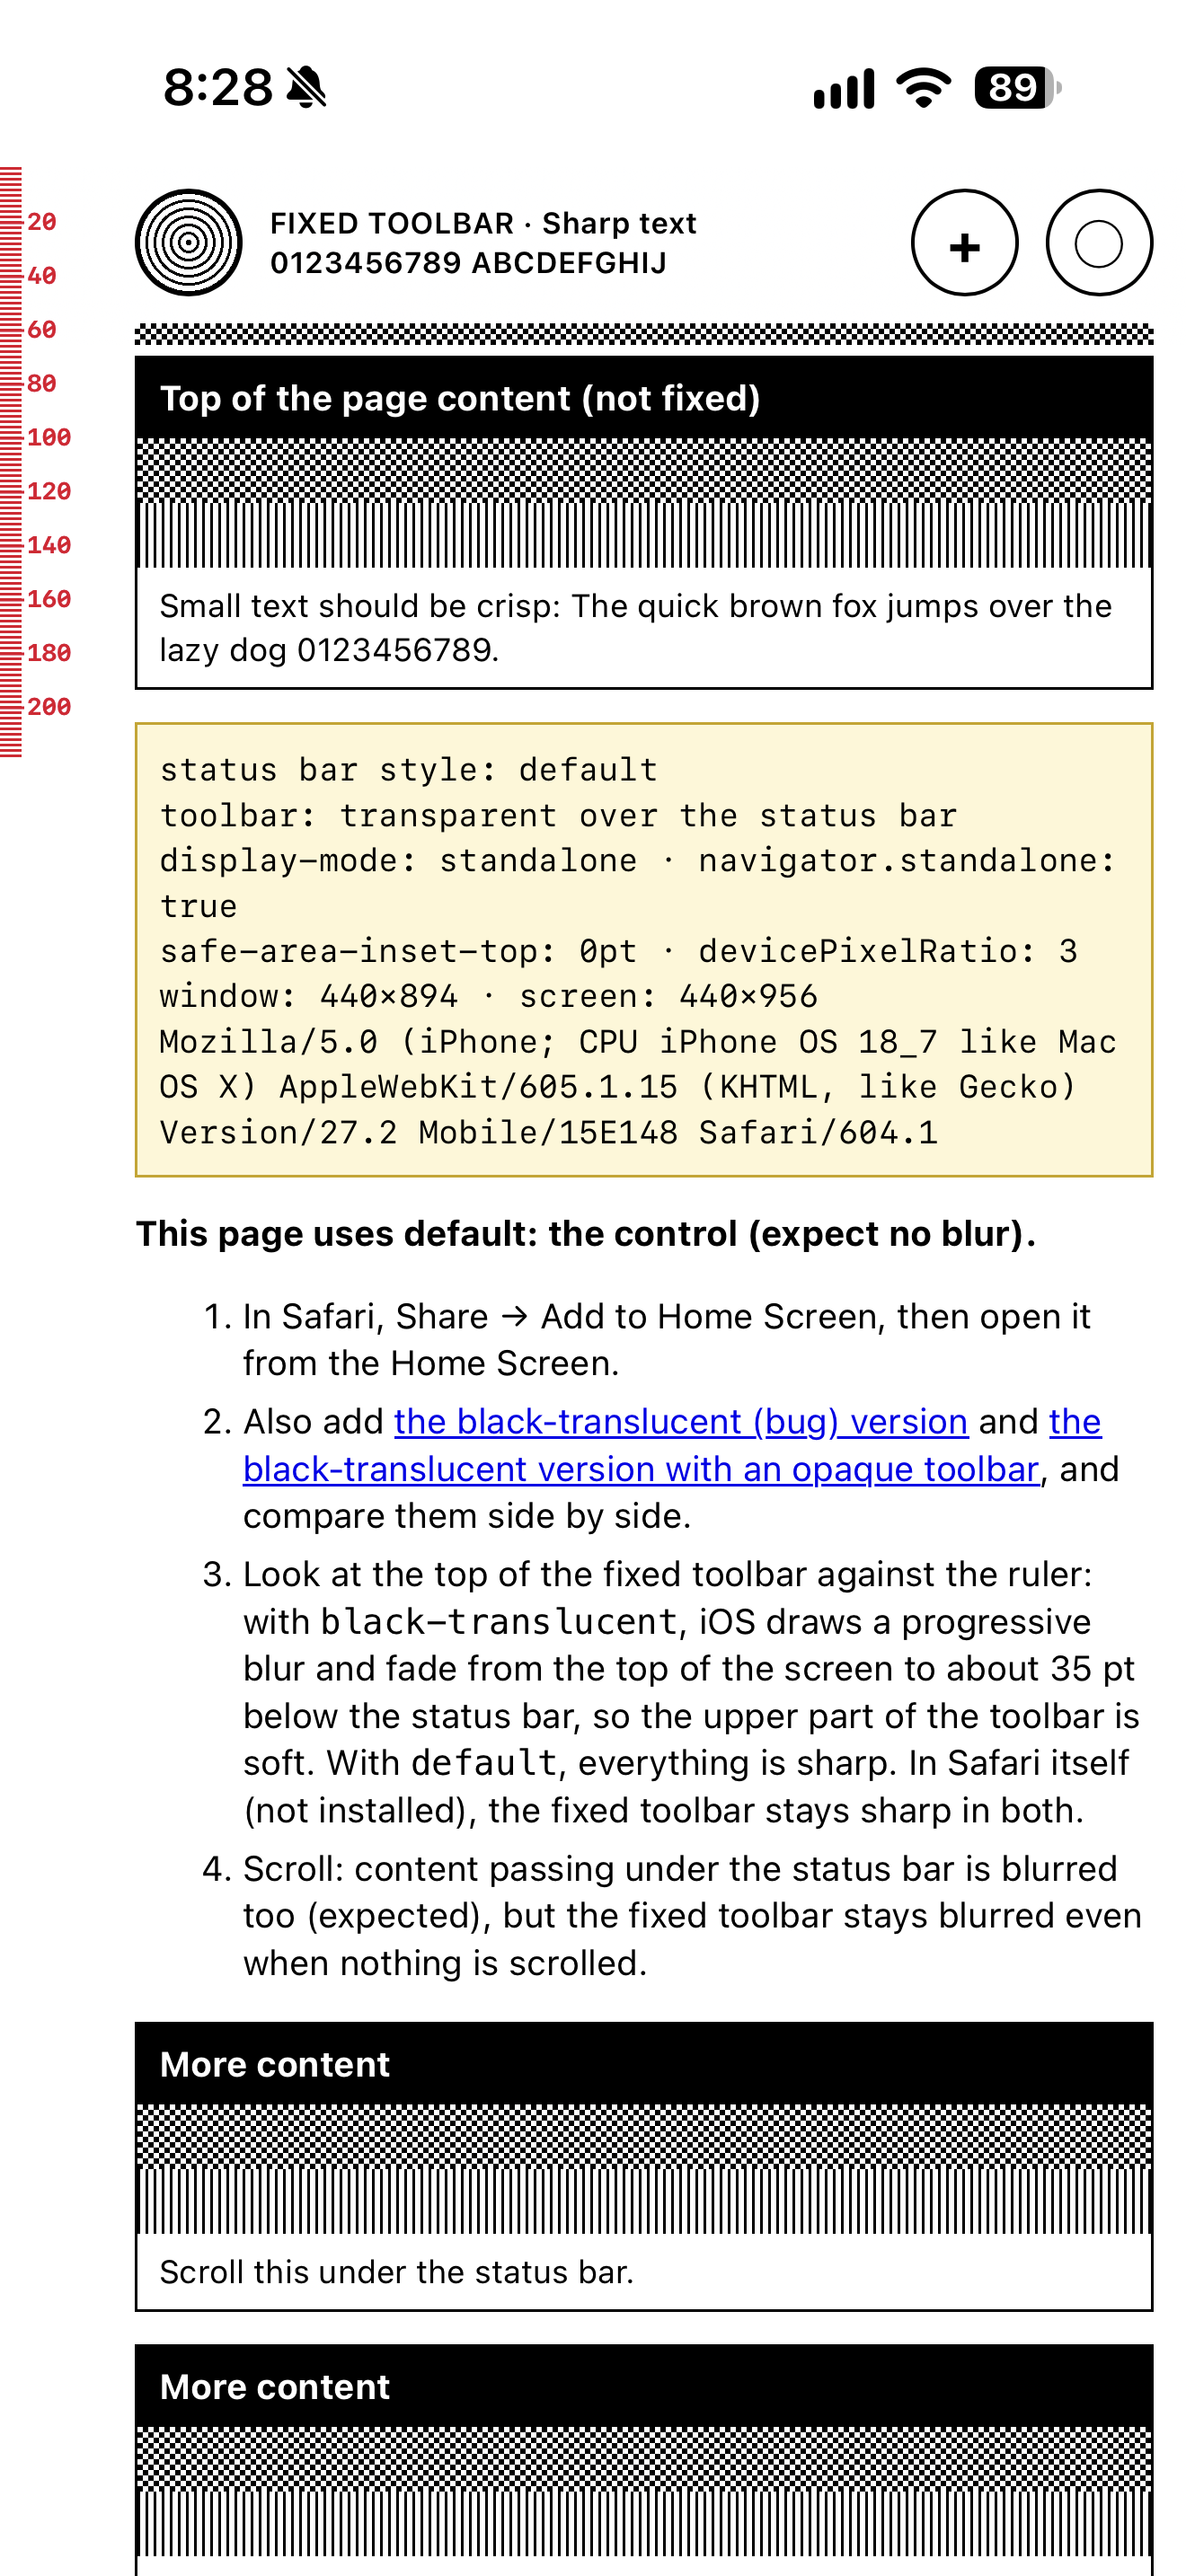 8:28
89
FIXED TOOLBAR · Sharp text
0123456789 ABCDEFGHIJ
+
20
40
60
80
100
120
140
160
180
200
Top of the page content (not fixed)
Small text should be crisp: The quick brown fox jumps over the
lazy dog 0123456789.
status bar style: default
toolbar: transparent over the status bar
display-mode: standalone · navigator.standalone:
true
safe-area-inset-top: 0pt · devicePixelRatio: 3
window: 440×894 · screen: 440×956
Mozilla/5.0 (iPhone; CPU iPhone OS 18_7 like Mac
OS X) AppleWebKit/605.1.15 (KHTML, like Gecko)
Version/27.2 Mobile/15E148 Safari/604.1
This page uses default: the control (expect no blur).
1. In Safari, Share → Add to Home Screen, then open it
from the Home Screen.
2. Also add the black-translucent (bug) version and the
black-translucent version with an opaque toolbar, and
compare them side by side.
3. Look at the top of the fixed toolbar against the ruler:
with black-translucent, iOS draws a progressive
blur and fade from the top of the screen to about 35 pt
below the status bar, so the upper part of the toolbar is
soft. With default, everything is sharp. In Safari itself
(not installed), the fixed toolbar stays sharp in both.
4. Scroll: content passing under the status bar is blurred
too (expected), but the fixed toolbar stays blurred even
when nothing is scrolled.
More content
Scroll this under the status bar.
More content